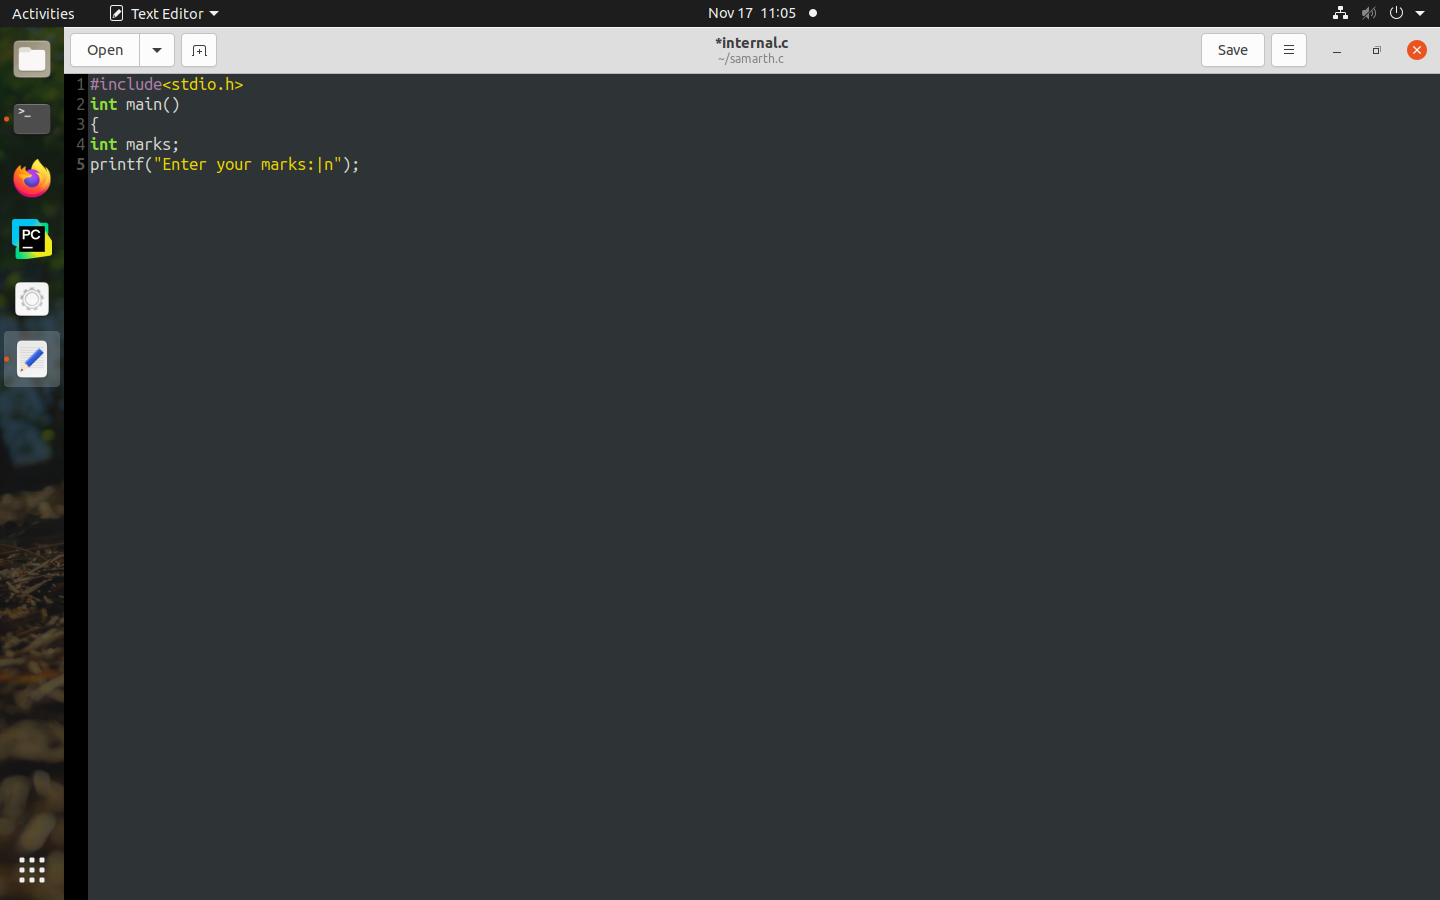 Activities
Text Editor
Nov 17 11:05
Open
*internal.c
~/samarth.c
Save
1 #include<stdio.h>
2 int main()
3 {
4 int marks;
5 printf("Enter your marks:|n");
>_
PC